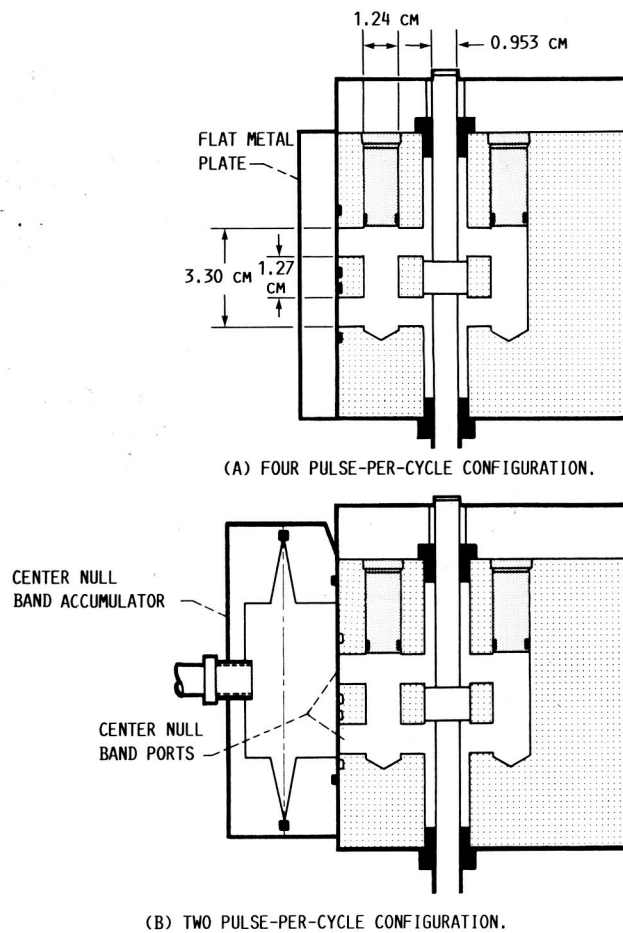 1.24 CM
0.953 CM
FLAT METAL
PLATE
3.30 CM
1.27
CM
(A) FOUR PULSE-PER-CYCLE CONFIGURATION.
CENTER NULL
BAND ACCUMULATOR
CENTER NULL
BAND PORTS
(B) TWO PULSE-PER-CYCLE CONFIGURATION.